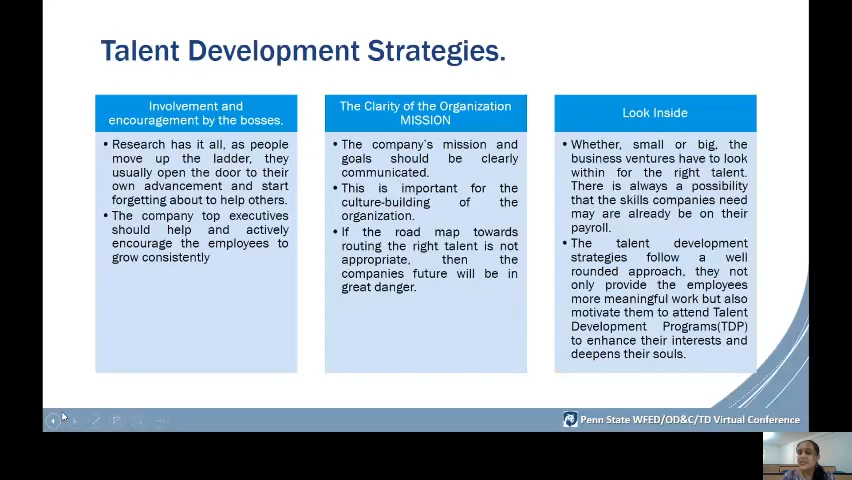 Talent Development Strategies.
Involvement and
encouragement by the bosses.
• Research has it all, as people
move up the ladder, they
usually open the door to their
own advancement and start
forgetting about to help others.
• The company top executives
should help and actively
encourage the employees to
grow consistently
The Clarity of the Organization
MISSION
• The company's mission and
goals should be clearly
communicated.
• This is important for the
culture-building of the
organization.
• If the road map towards
routing the right talent is not
appropriate, then the
companies future will be in
great danger.
Look Inside
• Whether, small or big, the
business ventures have to look
within for the right talent.
There is always a possibility
that the skills companies need
may are already be on their
payroll.
• The talent development
strategies follow a well
rounded approach, they not
only provide the employees
more meaningful work but also
motivate them to attend Talent
Development Programs(TDP)
to enhance their interests and
deepens their souls.
Penn State WFED/OD&C/TD Virtual Conference